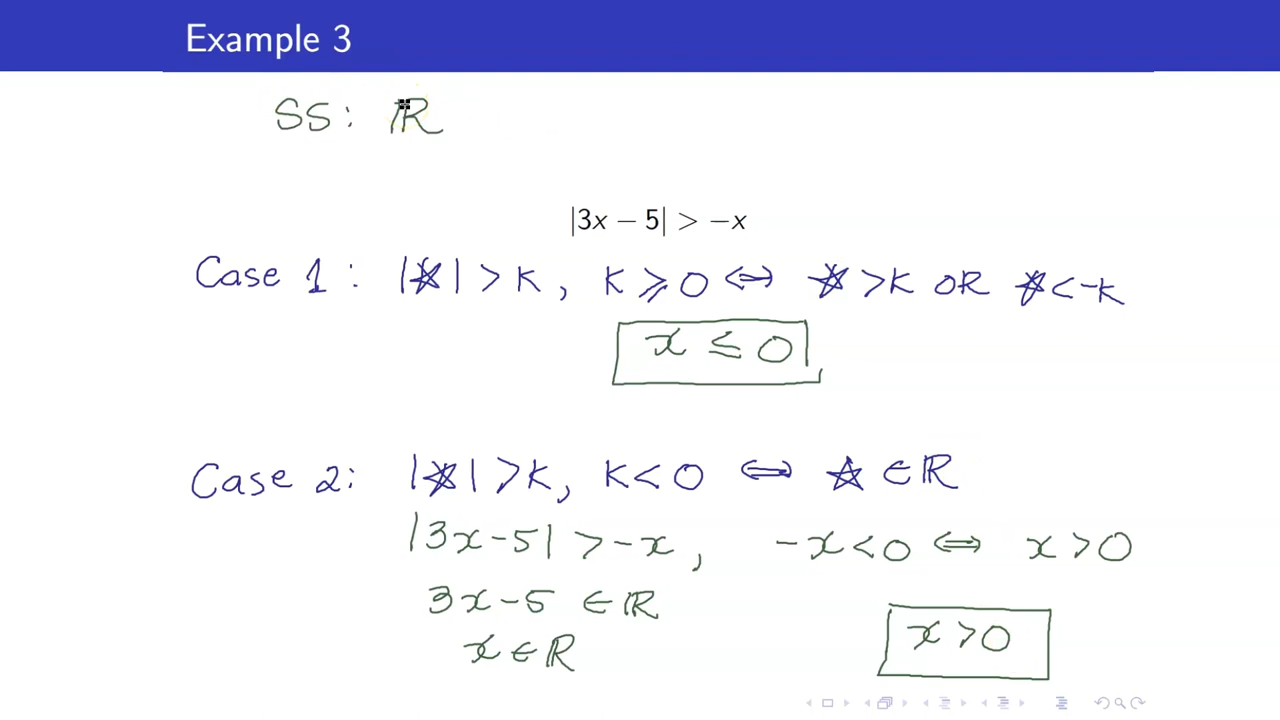 Example 3
SS: ℝ
|3x − 5| > −x
Case 1: |☆| > K, K ⩾ 0 ⟺ ☆ > K OR ☆ < -K
x ≤ 0
Case 2: |☆| > K, K < 0 ⟺ ☆ ∈ ℝ
|3x - 5| > -x, -x < 0 ⟺ x > 0
3x - 5 ∈ ℝ
x ∈ ℝ
x > 0